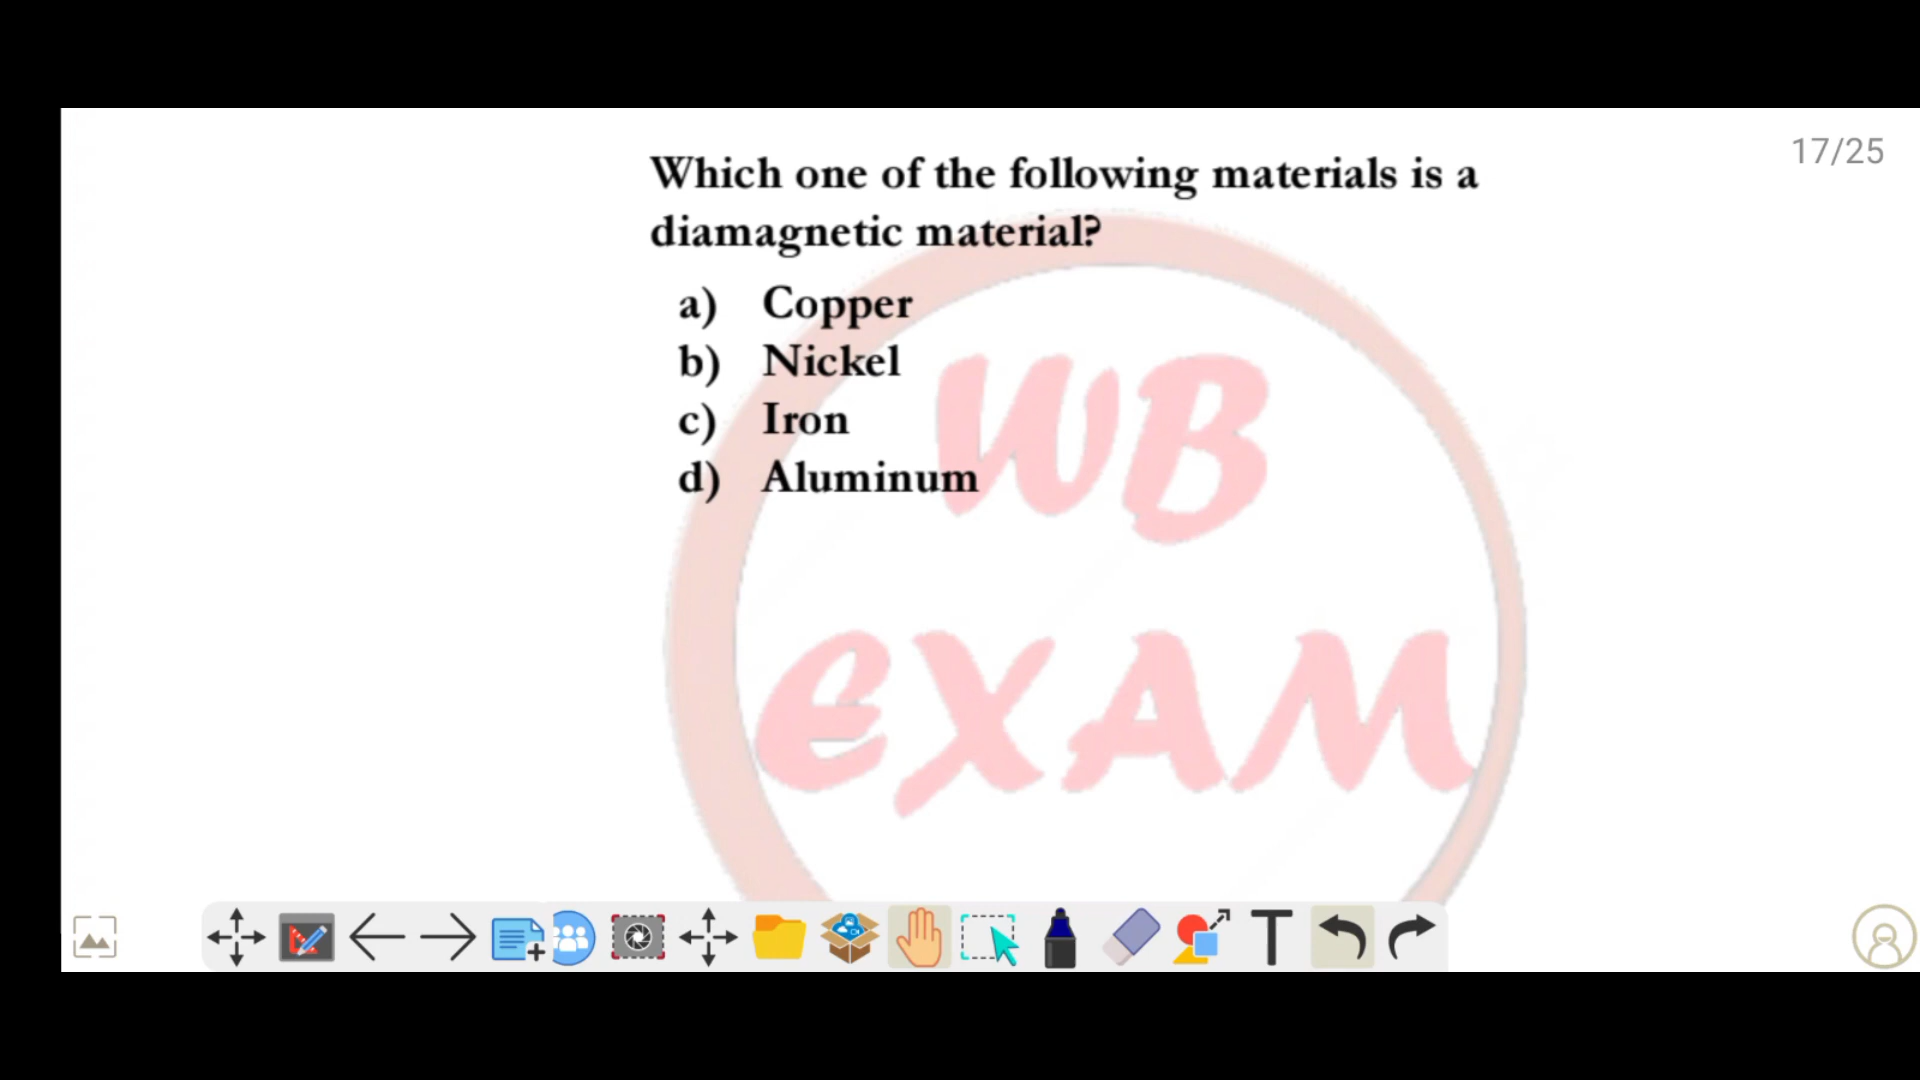 17/25
Which one of the following materials is a
diamagnetic material?
a) Copper
b) Nickel
c) Iron
d) Aluminum
WB
EXAM
T